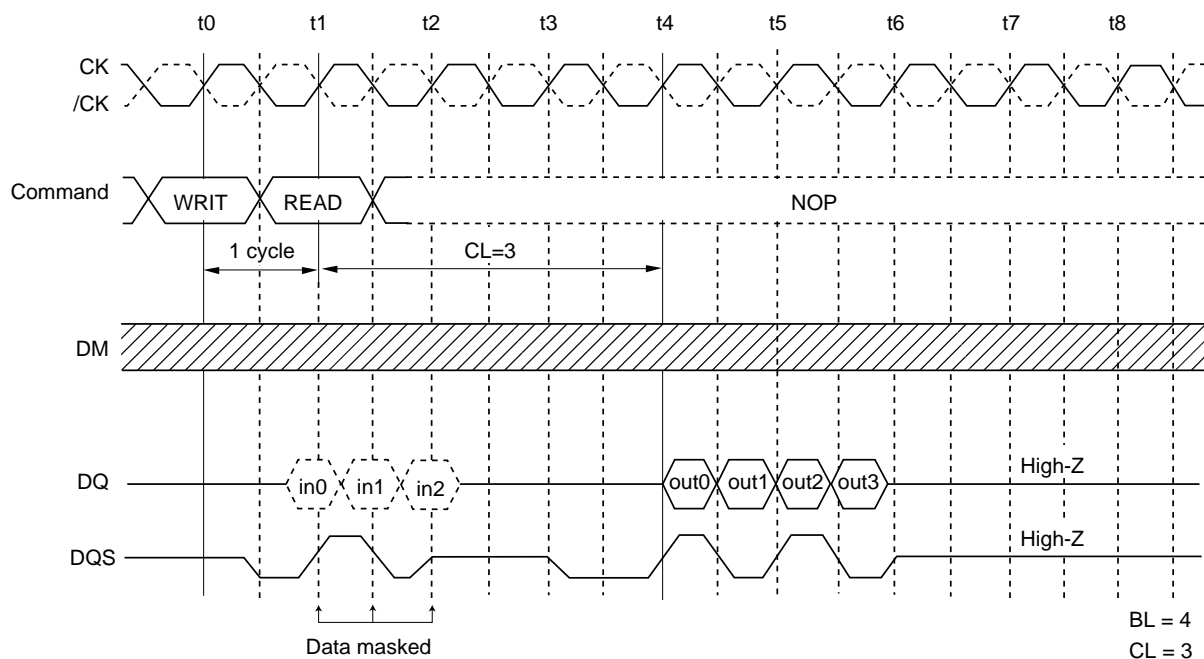 t0 t1 t2 t3 t4 t5 t6 t7 t8
CK
/CK
Command WRIT READ NOP
1 cycle CL=3
DM
DQ in0 in1 in2 out0 out1 out2 out3 High-Z
DQS High-Z
Data masked
BL = 4
CL = 3